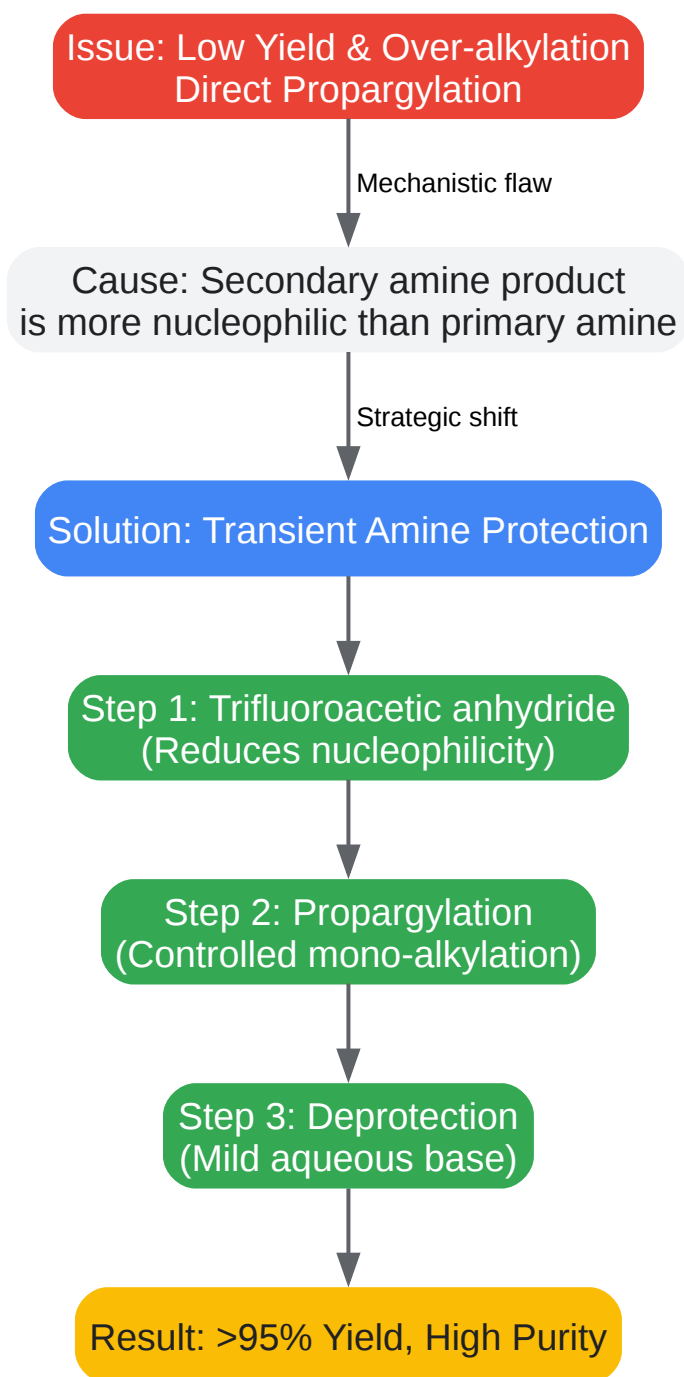 Issue: Low Yield & Over-alkylation
Direct Propargylation
Mechanistic flaw
Cause: Secondary amine product
is more nucleophilic than primary amine
Strategic shift
Solution: Transient Amine Protection
Step 1: Trifluoroacetic anhydride
(Reduces nucleophilicity)
Step 2: Propargylation
(Controlled mono-alkylation)
Step 3: Deprotection
(Mild aqueous base)
Result: >95% Yield, High Purity